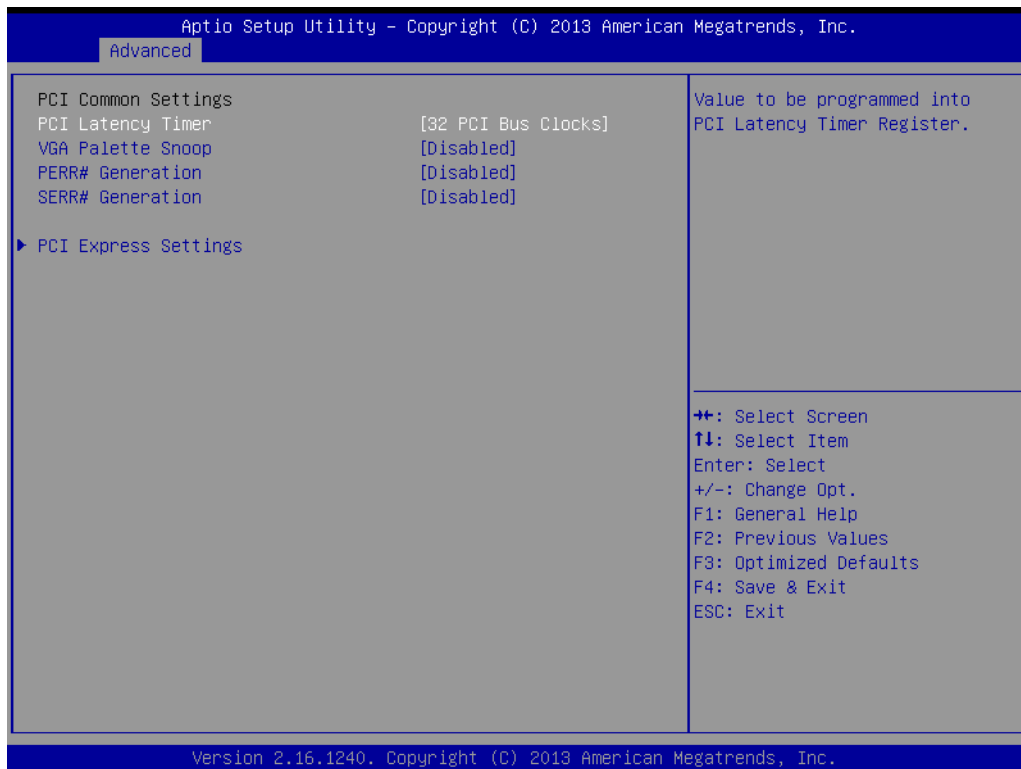 Aptio Setup Utility – Copyright (C) 2013 American Megatrends, Inc.
Advanced
PCI Common Settings
PCI Latency Timer [32 PCI Bus Clocks]
VGA Palette Snoop [Disabled]
PERR# Generation [Disabled]
SERR# Generation [Disabled]
PCI Express Settings
Value to be programmed into
PCI Latency Timer Register.
→←: Select Screen
↑↓: Select Item
Enter: Select
+/-: Change Opt.
F1: General Help
F2: Previous Values
F3: Optimized Defaults
F4: Save & Exit
ESC: Exit
Version 2.16.1240. Copyright (C) 2013 American Megatrends, Inc.